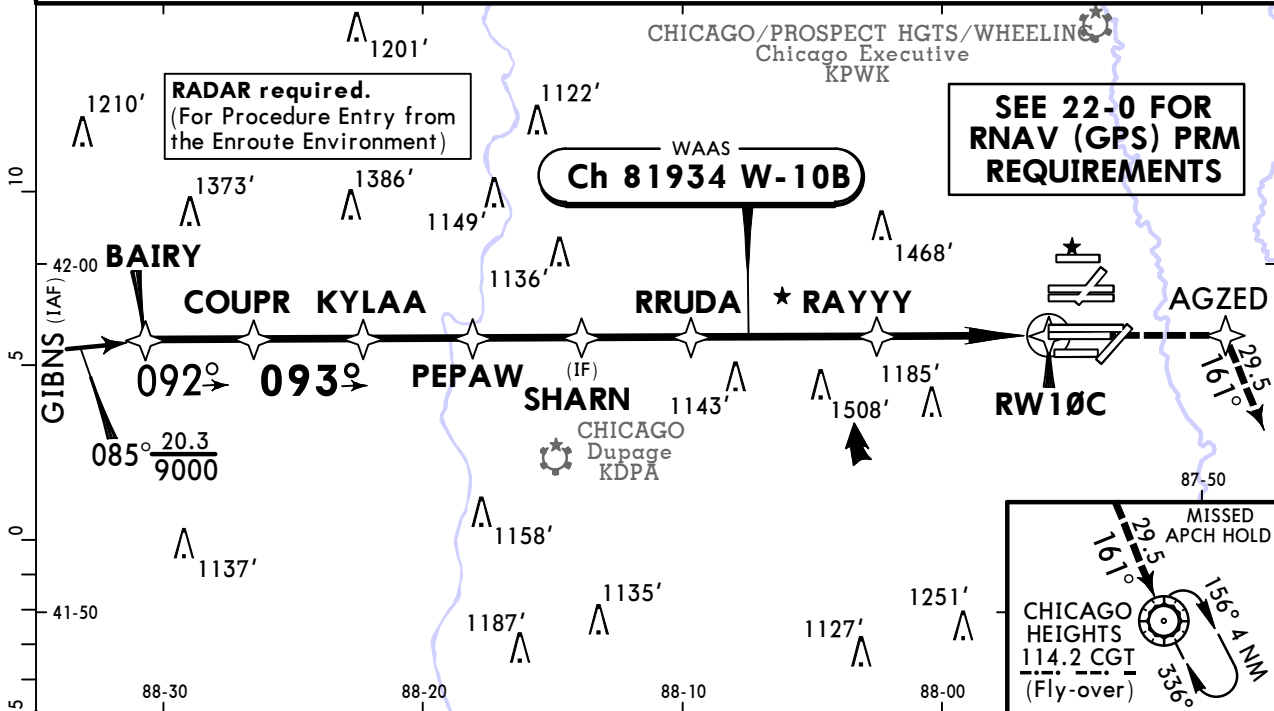 1201'
CHICAGO/PROSPECT HGTS/WHEELING
Chicago Executive
KPWK
1210'
RADAR required.
(For Procedure Entry from
the Enroute Environment)
1122'
SEE 22-0 FOR
RNAV (GPS) PRM
REQUIREMENTS
WAAS
Ch 81934 W-10B
10
1373'
1386'
1149'
1136'
1468'
42-00
BAIRY
COUPR
KYLAA
RRUDA
RAYYY
AGZED
GIBNS (IAF)
5
092°
093°
PEPAW
(IF)
SHARN
1143'
1508'
1185'
RW1ØC
29.5
161°
085° 20.3
9000
CHICAGO
Dupage
KDPA
87-50
0
1137'
1158'
MISSED
APCH HOLD
29.5
161°
41-50
1187'
1135'
1127'
1251'
CHICAGO
HEIGHTS
114.2 CGT
(Fly-over)
156° 4 NM
336°
5
88-30
88-20
88-10
88-00